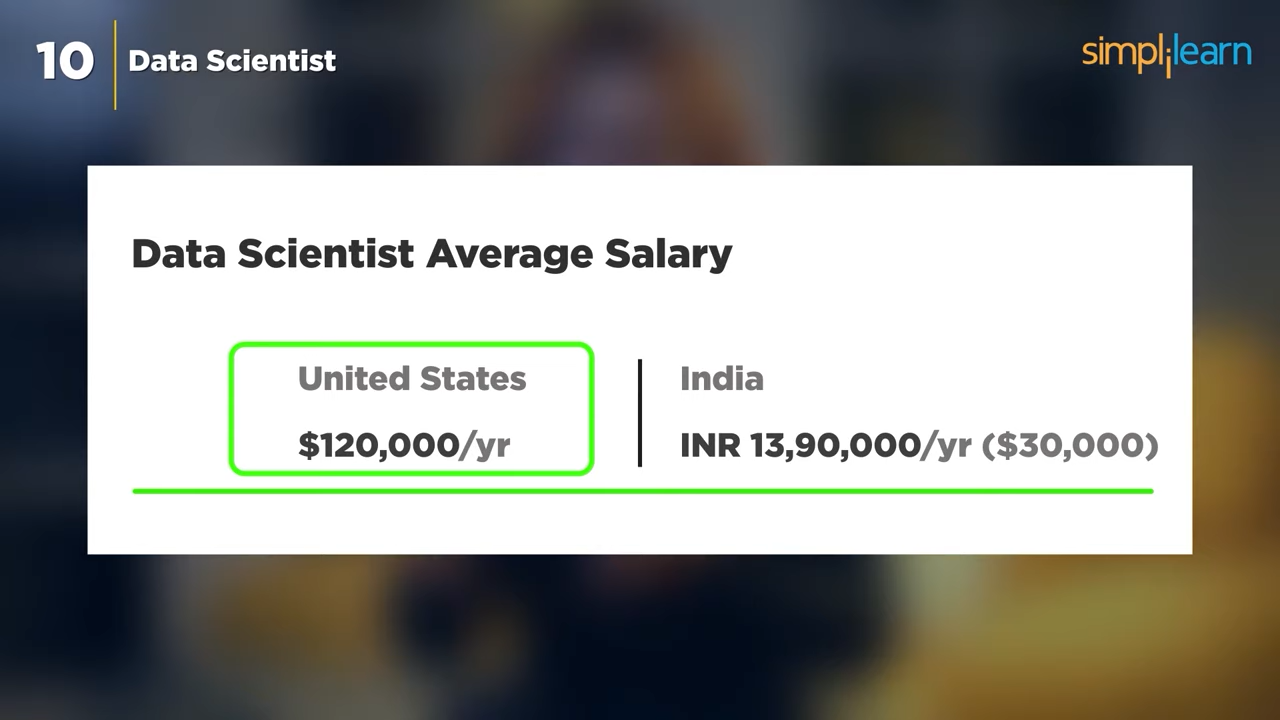 10
Data Scientist
simplilearn
Data Scientist Average Salary
United States
India
$120,000/yr
INR 13,90,000/yr ($30,000)